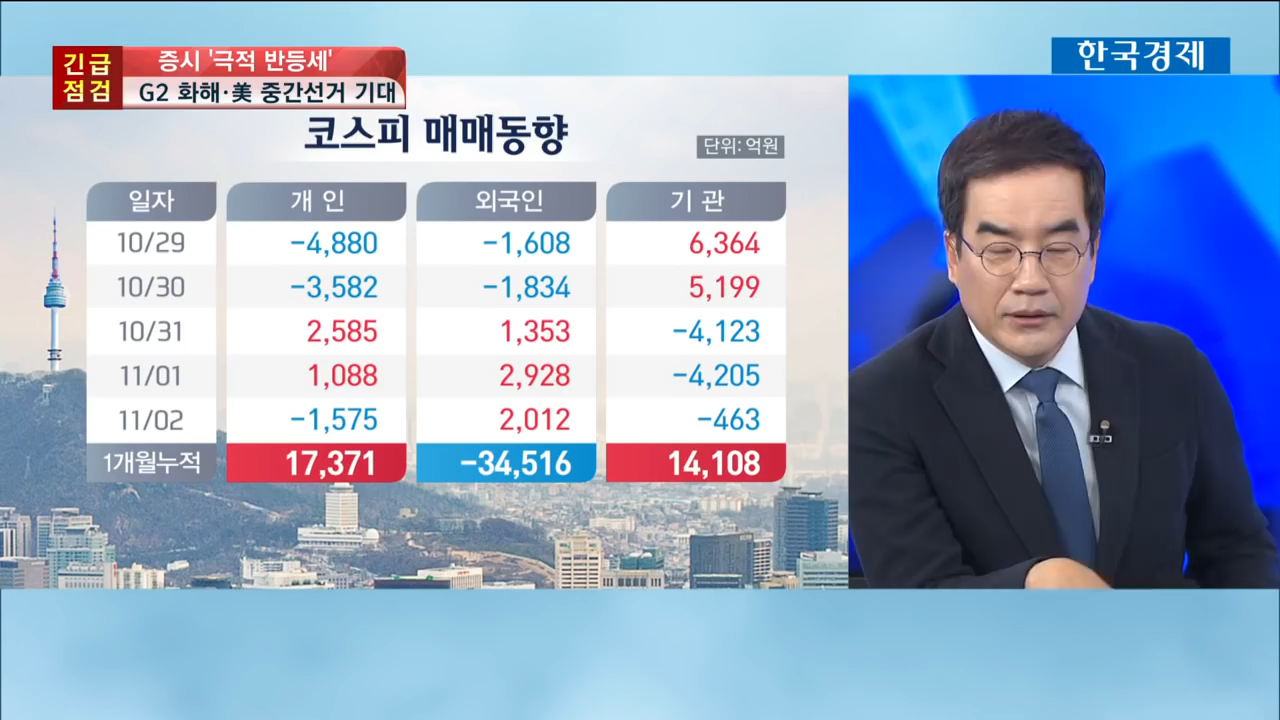 긴급
점검
증시 '극적 반등세'
G2 화해·美 중간선거 기대
한국경제
코스피 매매동향
단위: 억원
일자 개인 외국인 기관
10/29 -4,880 -1,608 6,364
10/30 -3,582 -1,834 5,199
10/31 2,585 1,353 -4,123
11/01 1,088 2,928 -4,205
11/02 -1,575 2,012 -463
1개월누적 17,371 -34,516 14,108